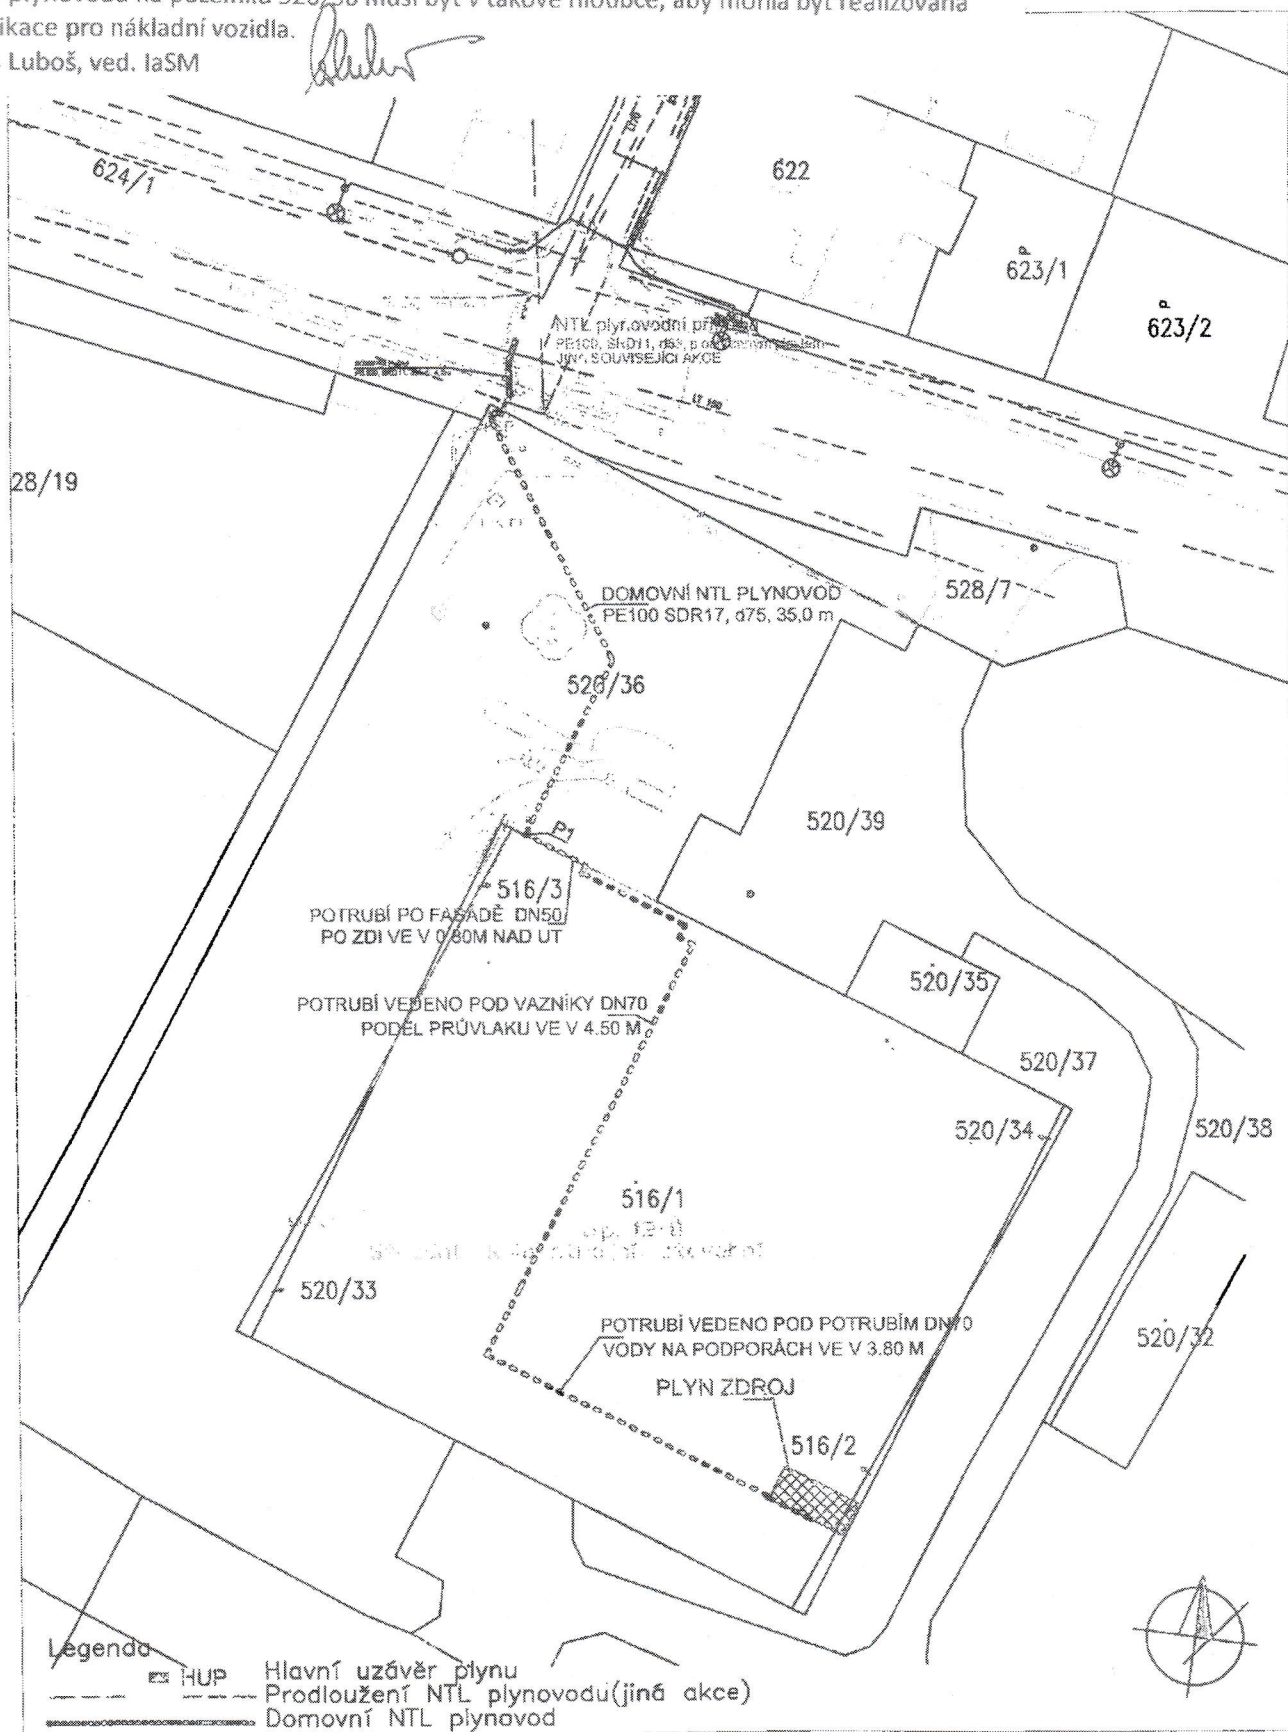 plynovodu na pozemku 520/36 musí být v takové hloubce, aby mohla být realizována
ikace pro nákladní vozidla.
Luboš, ved. IaSM
624/1
622
623/1
623/2
NTL plynovodní
PE100, SRD11,
JINÁ SOUVISEJÍCÍ AKCE
28/19
528/7
DOMOVNÍ NTL PLYNOVOD
PE100 SDR17, d75, 35,0 m
520/36
520/39
P1
516/3
POTRUBÍ PO FASÁDĚ DN50
PO ZDI VE V 0.80M NAD UT
520/35
POTRUBÍ VEDENO POD VAZNÍKY DN70
PODEL PRŮVLAKU VE V 4.50 M
520/37
520/34
520/38
516/1
520/33
POTRUBÍ VEDENO POD POTRUBÍM DN70
VODY NA PODPORÁCH VE V 3.80 M
520/32
PLYN ZDROJ
516/2
Legenda
HUP Hlavní uzávěr plynu
Prodloužení NTL plynovodu(jiná akce)
Domovní NTL plynovod